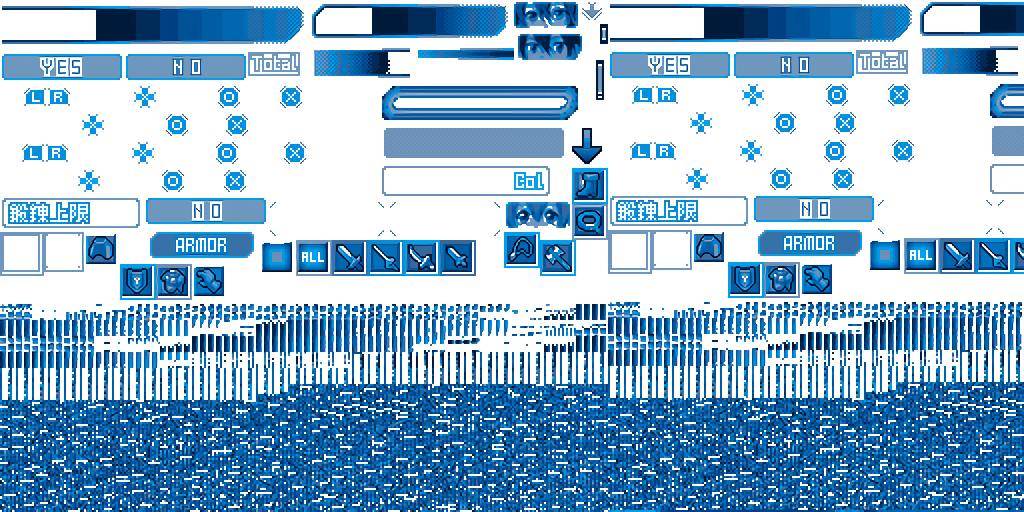 YES NO Total YES NO Total
L R L R
L R L R
Col
鍛錬上限 NO 鍛錬上限 NO
ARMOR ARMOR
ALL ALL